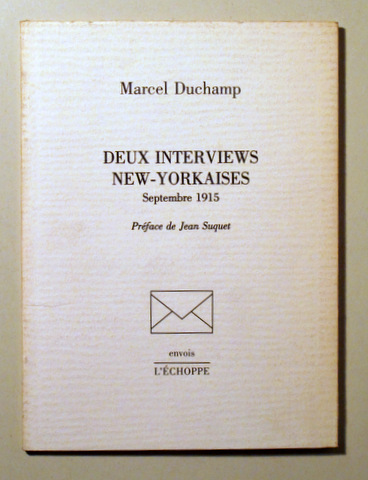 Marcel Duchamp
DEUX INTERVIEWS
NEW-YORKAISES
Septembre 1915
Préface de Jean Suquet
envois
L'ÉCHOPPE